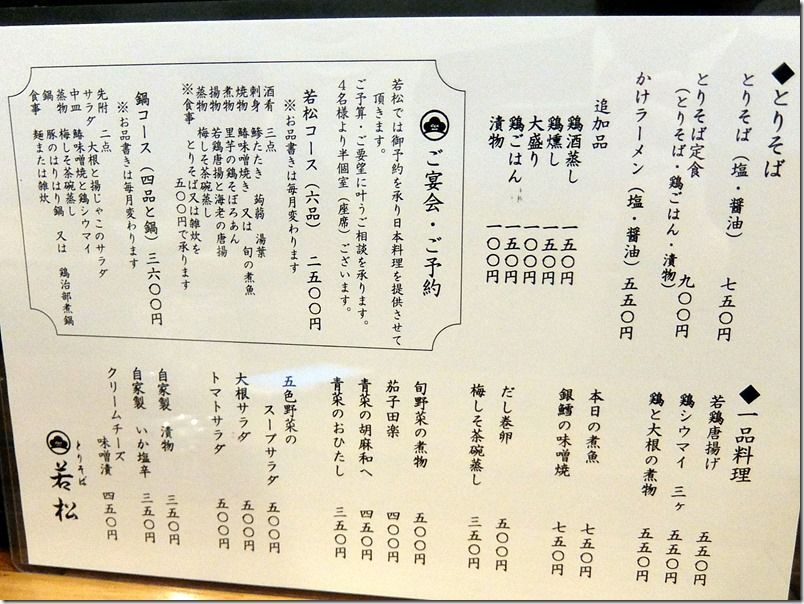 ◆とりそば
とりそば（塩・醤油） 七五〇円
とりそば定食
（とりそば・鶏ごはん・漬物） 九〇〇円
かけラーメン（塩・醤油） 五五〇円
追加品
鶏酒蒸し 一五〇円
鶏燻し 一五〇円
大盛り 一〇〇円
鶏ごはん 一五〇円
漬物 一〇〇円
ご宴会・ご予約
若松では御予約を承り日本料理を提供させて
頂きます。
ご予算・ご要望に叶うご相談を承ります。
４名様より半個室（座席）ございます。
若松コース（六品） 二五〇〇円
※お品書きは毎月変わります
酒肴 三点
刺身 鯵たたき 蒟蒻 湯葉
焼物 鰆味噌焼き 又は 旬の煮魚
煮物 里芋の鶏そぼろあん
揚物 若鶏唐揚と海老の唐揚
蒸物 梅しそ茶碗蒸し
※食事 とりそば又は雑炊を
五〇〇円で承ります
鍋コース（四品と鍋） 三六〇〇円
※お品書きは毎月変わります
先附 二点
サラダ 大根と揚じゃこのサラダ
中皿 鰆味噌焼と鶏シウマイ
蒸物 梅しそ茶碗蒸し
鍋 豚のはりはり鍋 又は 鶏治部煮鍋
食事 麺または雑炊
◆一品料理
若鶏唐揚げ 五五〇円
鶏シウマイ 三ヶ 五五〇円
鶏と大根の煮物 五五〇円
本日の煮魚 七五〇円
銀鱈の味噌焼 七五〇円
だし巻卵 五〇〇円
梅しそ茶碗蒸し 三五〇円
旬野菜の煮物 五〇〇円
茄子田楽 四〇〇円
青菜の胡麻和へ 四五〇円
青菜のおひたし 三五〇円
五色野菜の
スープサラダ 五〇〇円
大根サラダ 五〇〇円
トマトサラダ 五〇〇円
自家製 漬物 三五〇円
自家製 いか塩辛 三五〇円
クリームチーズ
味噌漬 四五〇円
とりそば
若松